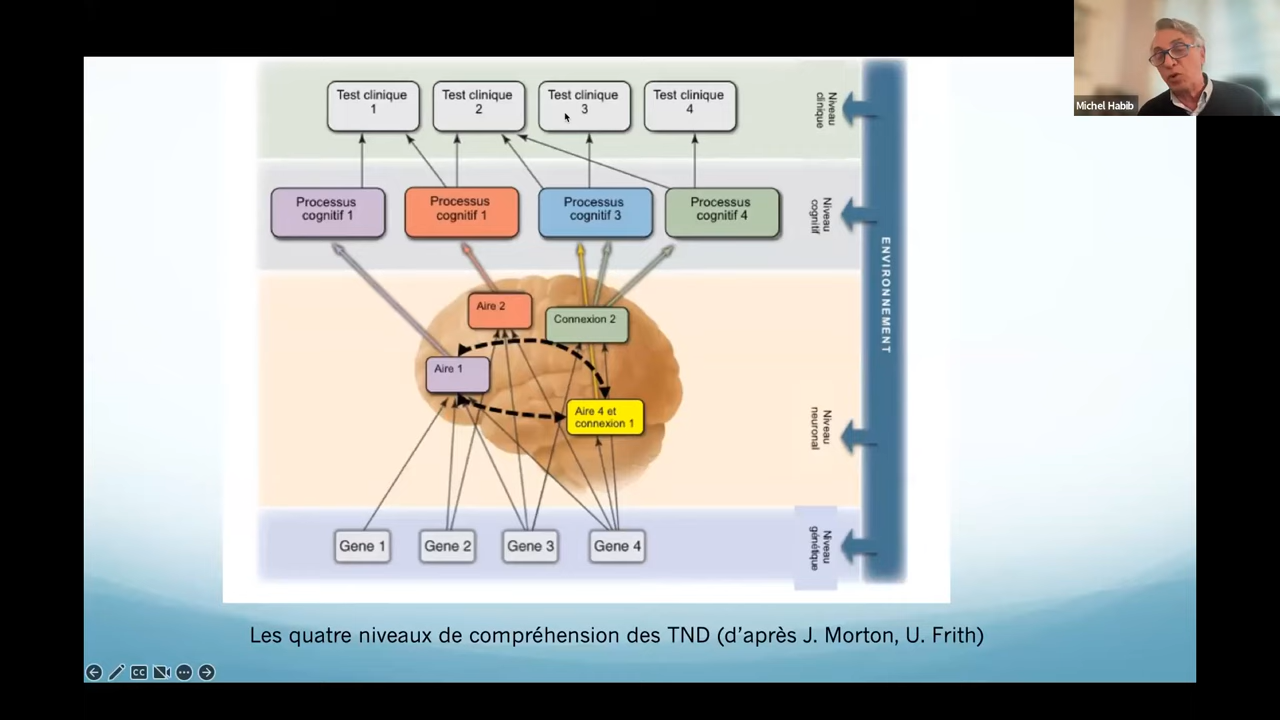 Michel Habib
Test clinique
1
Test clinique
2
Test clinique
3
Test clinique
4
Niveau
clinique
Processus
cognitif 1
Processus
cognitif 1
Processus
cognitif 3
Processus
cognitif 4
Niveau
cognitif
ENVIRONNEMENT
Aire 2
Connexion 2
Aire 1
Aire 4 et
connexion 1
Niveau
neuronal
Gene 1
Gene 2
Gene 3
Gene 4
Niveau
génétique
Les quatre niveaux de compréhension des TND (d’après J. Morton, U. Frith)
CC